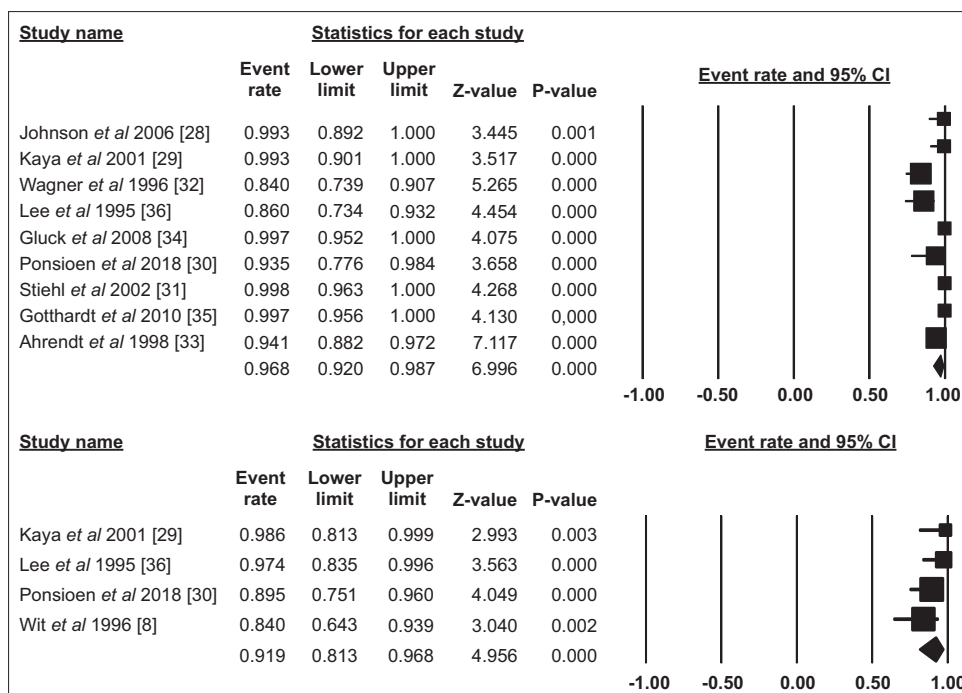 Study name Statistics for each study
Event rate Lower limit Upper limit Z-value P-value Event rate and 95% CI
Johnson et al 2006 [28] 0.993 0.892 1.000 3.445 0.001
Kaya et al 2001 [29] 0.993 0.901 1.000 3.517 0.000
Wagner et al 1996 [32] 0.840 0.739 0.907 5.265 0.000
Lee et al 1995 [36] 0.860 0.734 0.932 4.454 0.000
Gluck et al 2008 [34] 0.997 0.952 1.000 4.075 0.000
Ponsioen et al 2018 [30] 0.935 0.776 0.984 3.658 0.000
Stiehl et al 2002 [31] 0.998 0.963 1.000 4.268 0.000
Gotthardt et al 2010 [35] 0.997 0.956 1.000 4.130 0,000
Ahrendt et al 1998 [33] 0.941 0.882 0.972 7.117 0.000
0.968 0.920 0.987 6.996 0.000
-1.00 -0.50 0.00 0.50 1.00
Study name Statistics for each study Event rate and 95% CI
Event rate Lower limit Upper limit Z-value P-value
Kaya et al 2001 [29] 0.986 0.813 0.999 2.993 0.003
Lee et al 1995 [36] 0.974 0.835 0.996 3.563 0.000
Ponsioen et al 2018 [30] 0.895 0.751 0.960 4.049 0.000
Wit et al 1996 [8] 0.840 0.643 0.939 3.040 0.002
0.919 0.813 0.968 4.956 0.000
-1.00 -0.50 0.00 0.50 1.00